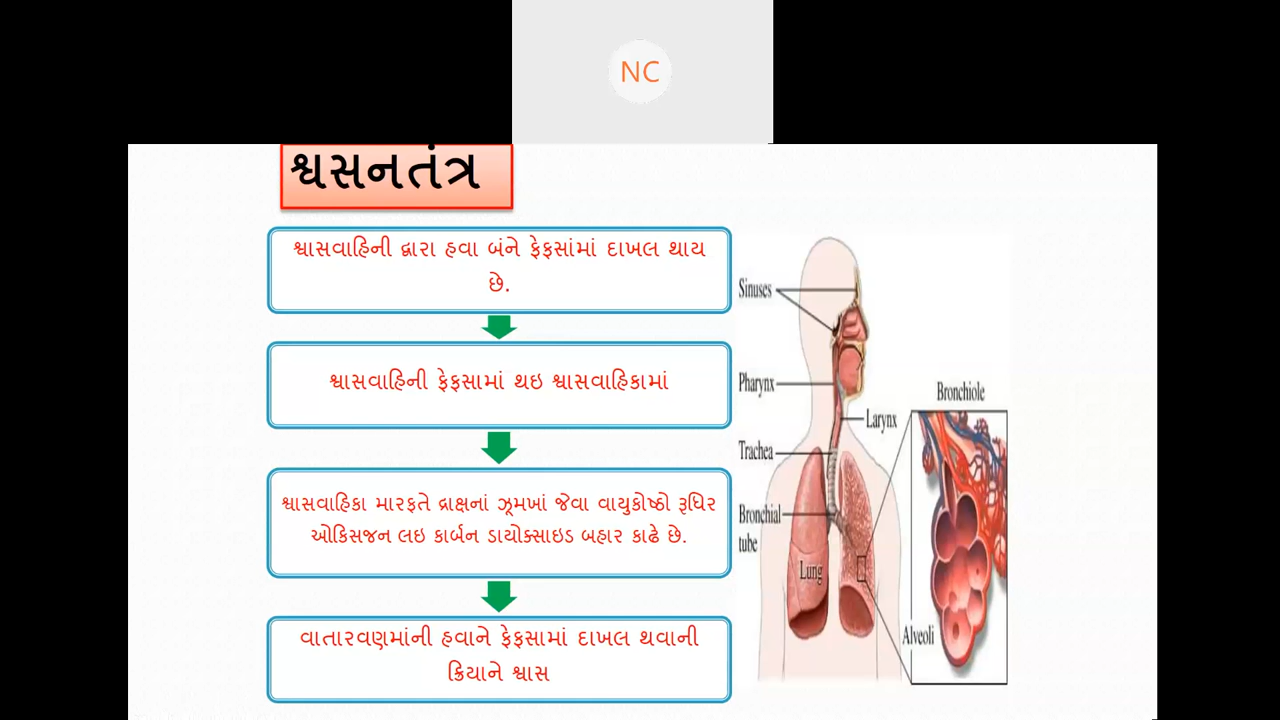 NC
શ્વસનતંત્ર
શ્વાસવાહિની દ્વારા હવા બંને ફેફસાંમાં દાખલ થાય
છે.
શ્વાસવાહિની ફેફસામાં થઇ શ્વાસવાહિકામાં
શ્વાસવાહિકા મારફતે દ્રાક્ષનાં ઝૂમખાં જેવા વાયુકોષ્ઠો રૂધિર
ઓકિસજન લઇ કાર્બન ડાયોક્સાઇડ બહાર કાઢે છે.
વાતારવણમાંની હવાને ફેફસામાં દાખલ થવાની
ક્રિયાને શ્વાસ
Sinuses
Pharynx
Larynx
Trachea
Bronchial
tube
Lung
Bronchiole
Alveoli